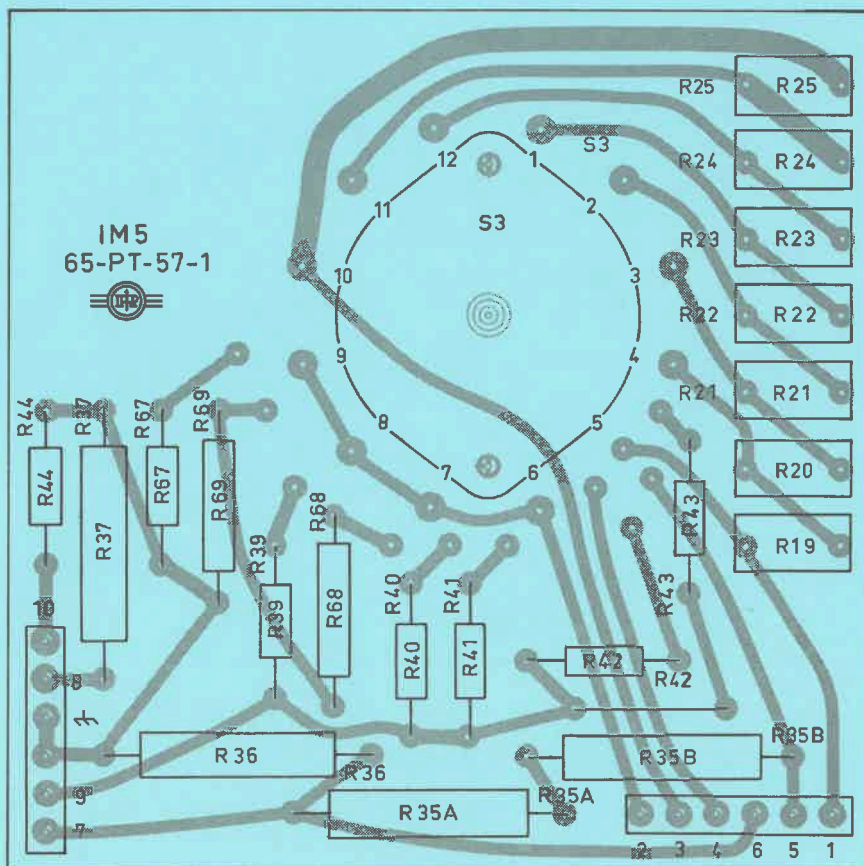 R25 R25
12 1 S3
R24 R24
11 S3 2
IM5
65-PT-57-1
R23 R23
10 3
R22 R22
9 4
R44 R37 R67 R69 R21 R21
8 5
7 6
R44 R37 R67 R69 R39 R68 R43 R20
R19
10 R39 R68 R40 R41 R43
R40 R41 R42
R42
8
R36 R36 R35B R35B
9
7 R35A R35A
2 3 4 6 5 1